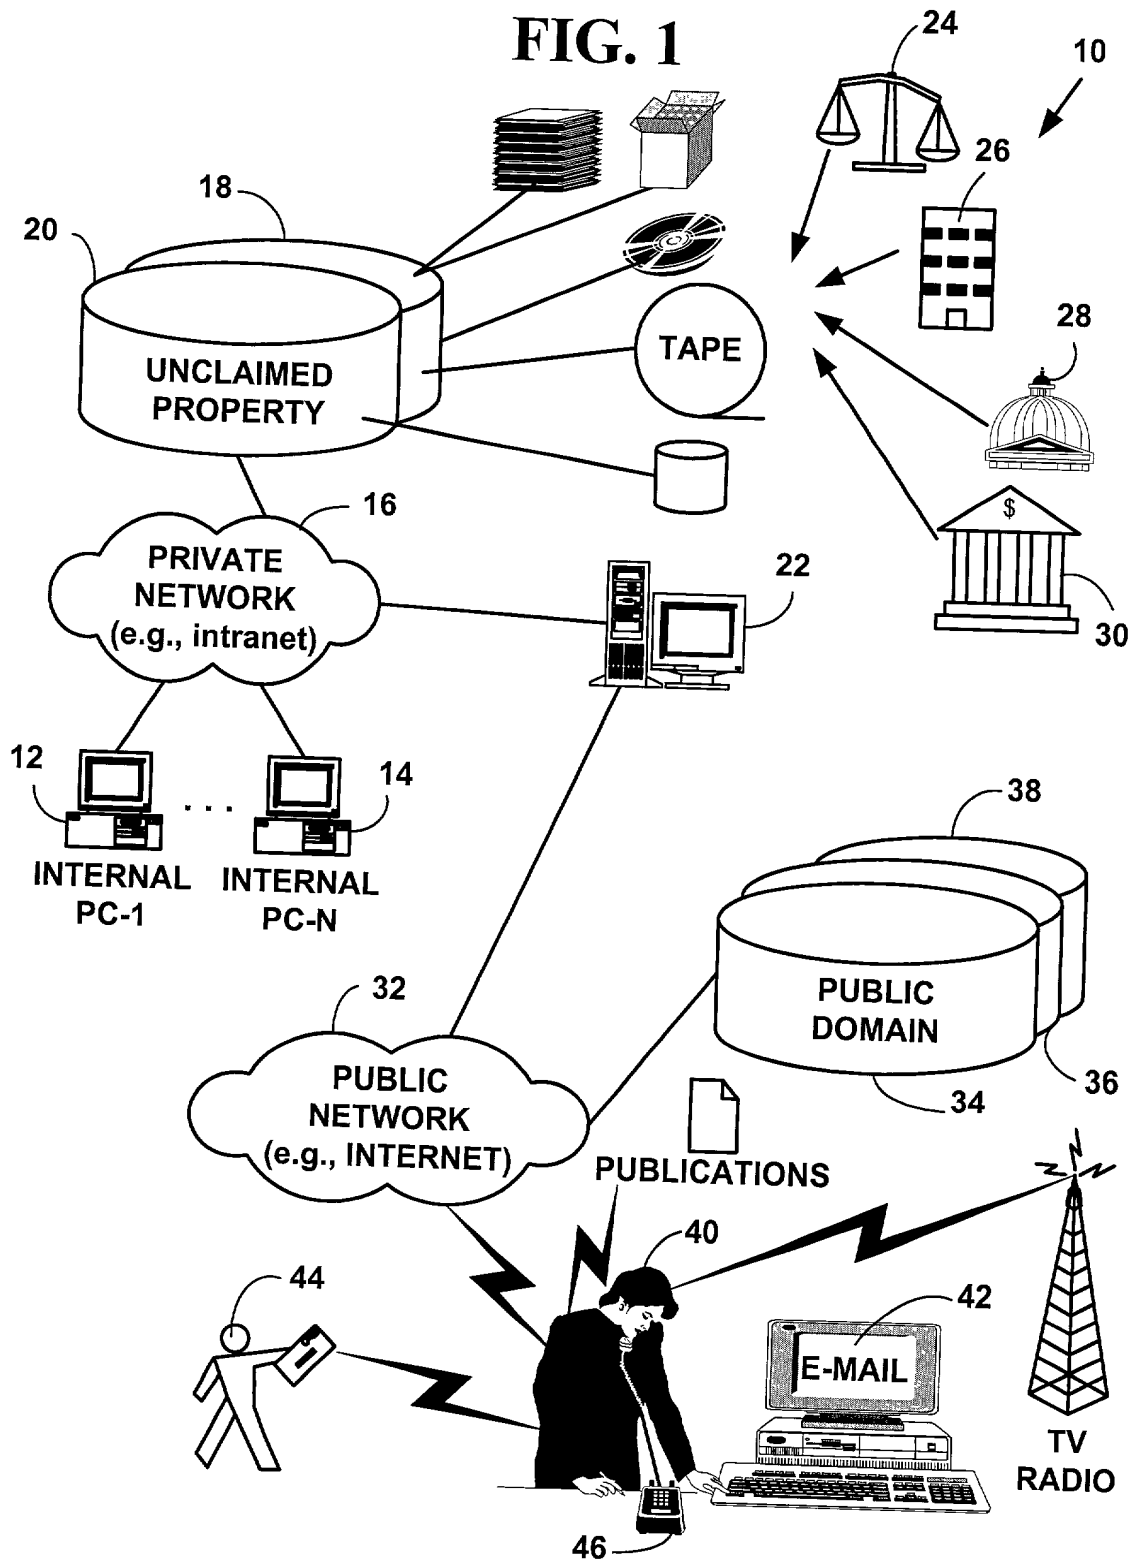 FIG. 1
24
10
26
18
20
28
TAPE
UNCLAIMED
PROPERTY
16
$
PRIVATE
NETWORK
(e.g., intranet)
22
30
12
14
. . .
38
INTERNAL
PC-1
INTERNAL
PC-N
32
PUBLIC
DOMAIN
36
34
PUBLIC
NETWORK
(e.g., INTERNET)
PUBLICATIONS
40
44
42
E-MAIL
TV
RADIO
46